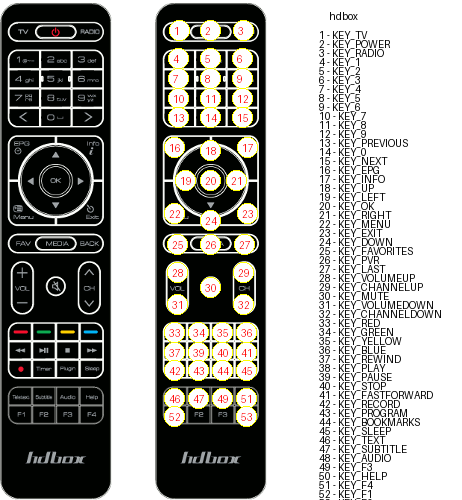 hdbox
TV RADIO
1 2 abc 3 def
4 ghi 5 jkl 6 mno
8 tuv
0
EPG Info
OK
Menu Exit
FAV MEDIA BACK
VOL CH
Timer Plugin Sleep
Teletext Subtitle Audio Help
F1 F2 F3 F4
hdbox
1 2 3
4 5 6
7 8 9
10 11 12
13 14 15
16 18 17
19 20 21
22 24 23
25 26 27
28 29
VOL 30 CH
31 32
33 34 35 36
37 39 40 41
42 43 44 45
46 47 49 51
52 F2 F3 53
hdbox
1 - KEY_TV
2 - KEY_POWER
3 - KEY_RADIO
4 - KEY_1
5 - KEY_2
6 - KEY_3
7 - KEY_4
8 - KEY_5
9 - KEY_6
10 - KEY_7
11 - KEY_8
12 - KEY_9
13 - KEY_PREVIOUS
14 - KEY_0
15 - KEY_NEXT
16 - KEY_EPG
17 - KEY_INFO
18 - KEY_UP
19 - KEY_LEFT
20 - KEY_OK
21 - KEY_RIGHT
22 - KEY_MENU
23 - KEY_EXIT
24 - KEY_DOWN
25 - KEY_FAVORITES
26 - KEY_PVR
27 - KEY_LAST
28 - KEY_VOLUMEUP
29 - KEY_CHANNELUP
30 - KEY_MUTE
31 - KEY_VOLUMEDOWN
32 - KEY_CHANNELDOWN
33 - KEY_RED
34 - KEY_GREEN
35 - KEY_YELLOW
36 - KEY_BLUE
37 - KEY_REWIND
38 - KEY_PLAY
39 - KEY_PAUSE
40 - KEY_STOP
41 - KEY_FASTFORWARD
42 - KEY_RECORD
43 - KEY_PROGRAM
44 - KEY_BOOKMARKS
45 - KEY_SLEEP
46 - KEY_TEXT
47 - KEY_SUBTITLE
48 - KEY_AUDIO
49 - KEY_F3
50 - KEY_HELP
51 - KEY_F4
52 - KEY_F1